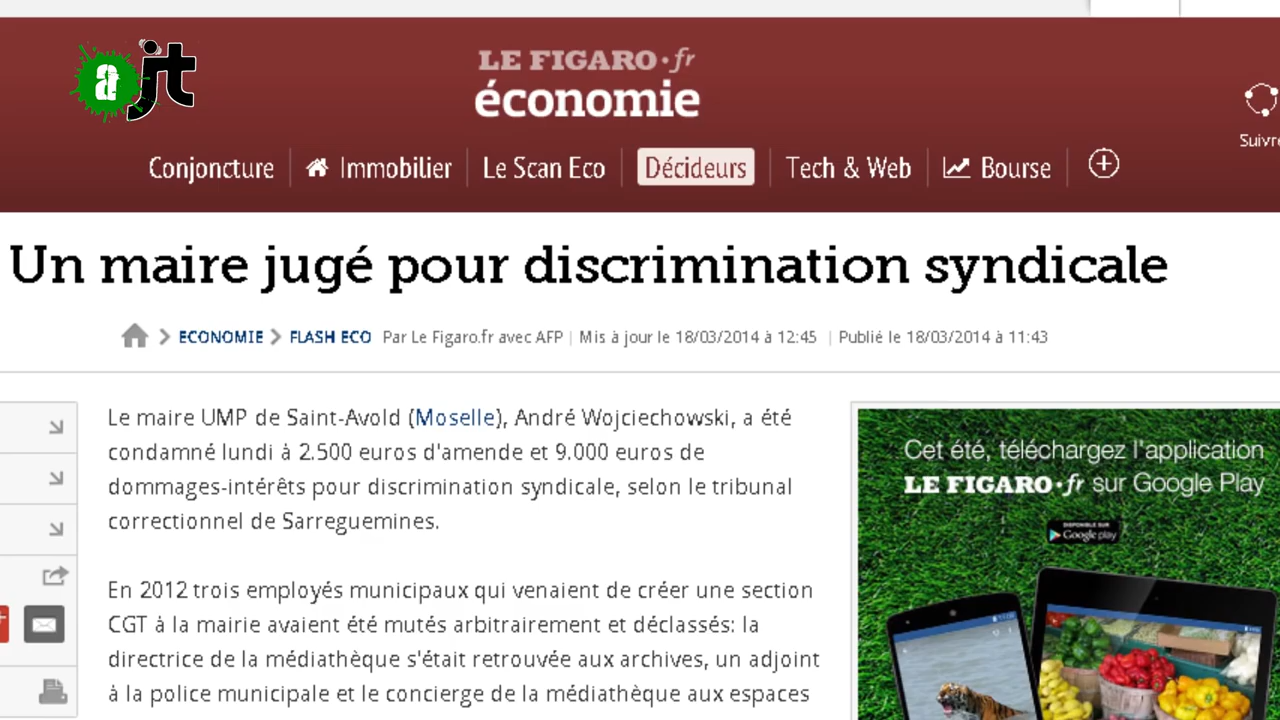 ajt
LE FIGARO·fr
économie
Suivre
Conjoncture
Immobilier
Le Scan Eco
Décideurs
Tech & Web
Bourse
Un maire jugé pour discrimination syndicale
ECONOMIE
FLASH ECO
Par Le Figaro.fr avec AFP | Mis à jour le 18/03/2014 à 12:45 | Publié le 18/03/2014 à 11:43
Le maire UMP de Saint-Avold (Moselle), André Wojciechowski, a été
condamné lundi à 2.500 euros d'amende et 9.000 euros de
dommages-intérêts pour discrimination syndicale, selon le tribunal
correctionnel de Sarreguemines.
En 2012 trois employés municipaux qui venaient de créer une section
CGT à la mairie avaient été mutés arbitrairement et déclassés: la
directrice de la médiathèque s'était retrouvée aux archives, un adjoint
à la police municipale et le concierge de la médiathèque aux espaces
Cet été, téléchargez l'application
LE FIGARO·fr sur Google Play
DISPONIBLE SUR
Google play